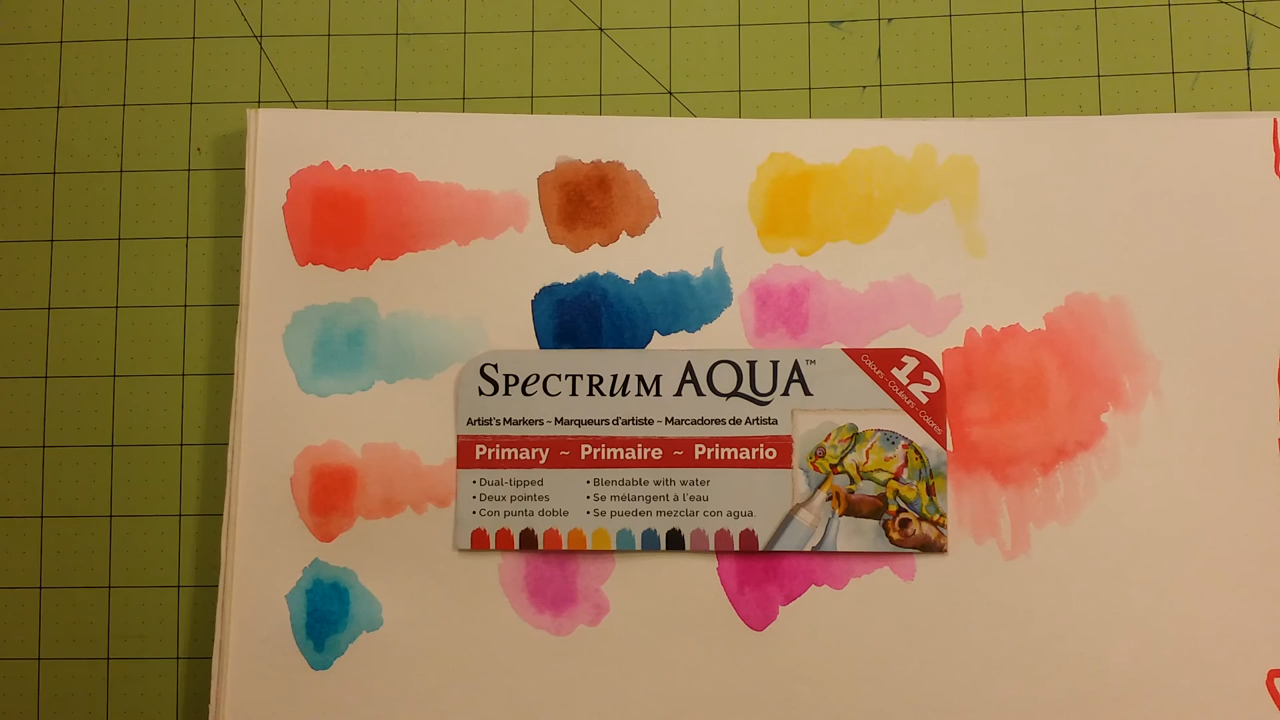 SPECTRUM AQUA™
12
Colours ~ Couleurs ~ Colores
Artist's Markers ~ Marqueurs d'artiste ~ Marcadores de Artista
Primary ~ Primaire ~ Primario
• Dual-tipped
• Deux pointes
• Con punta doble
• Blendable with water
• Se mélangent à l'eau
• Se pueden mezclar con agua.